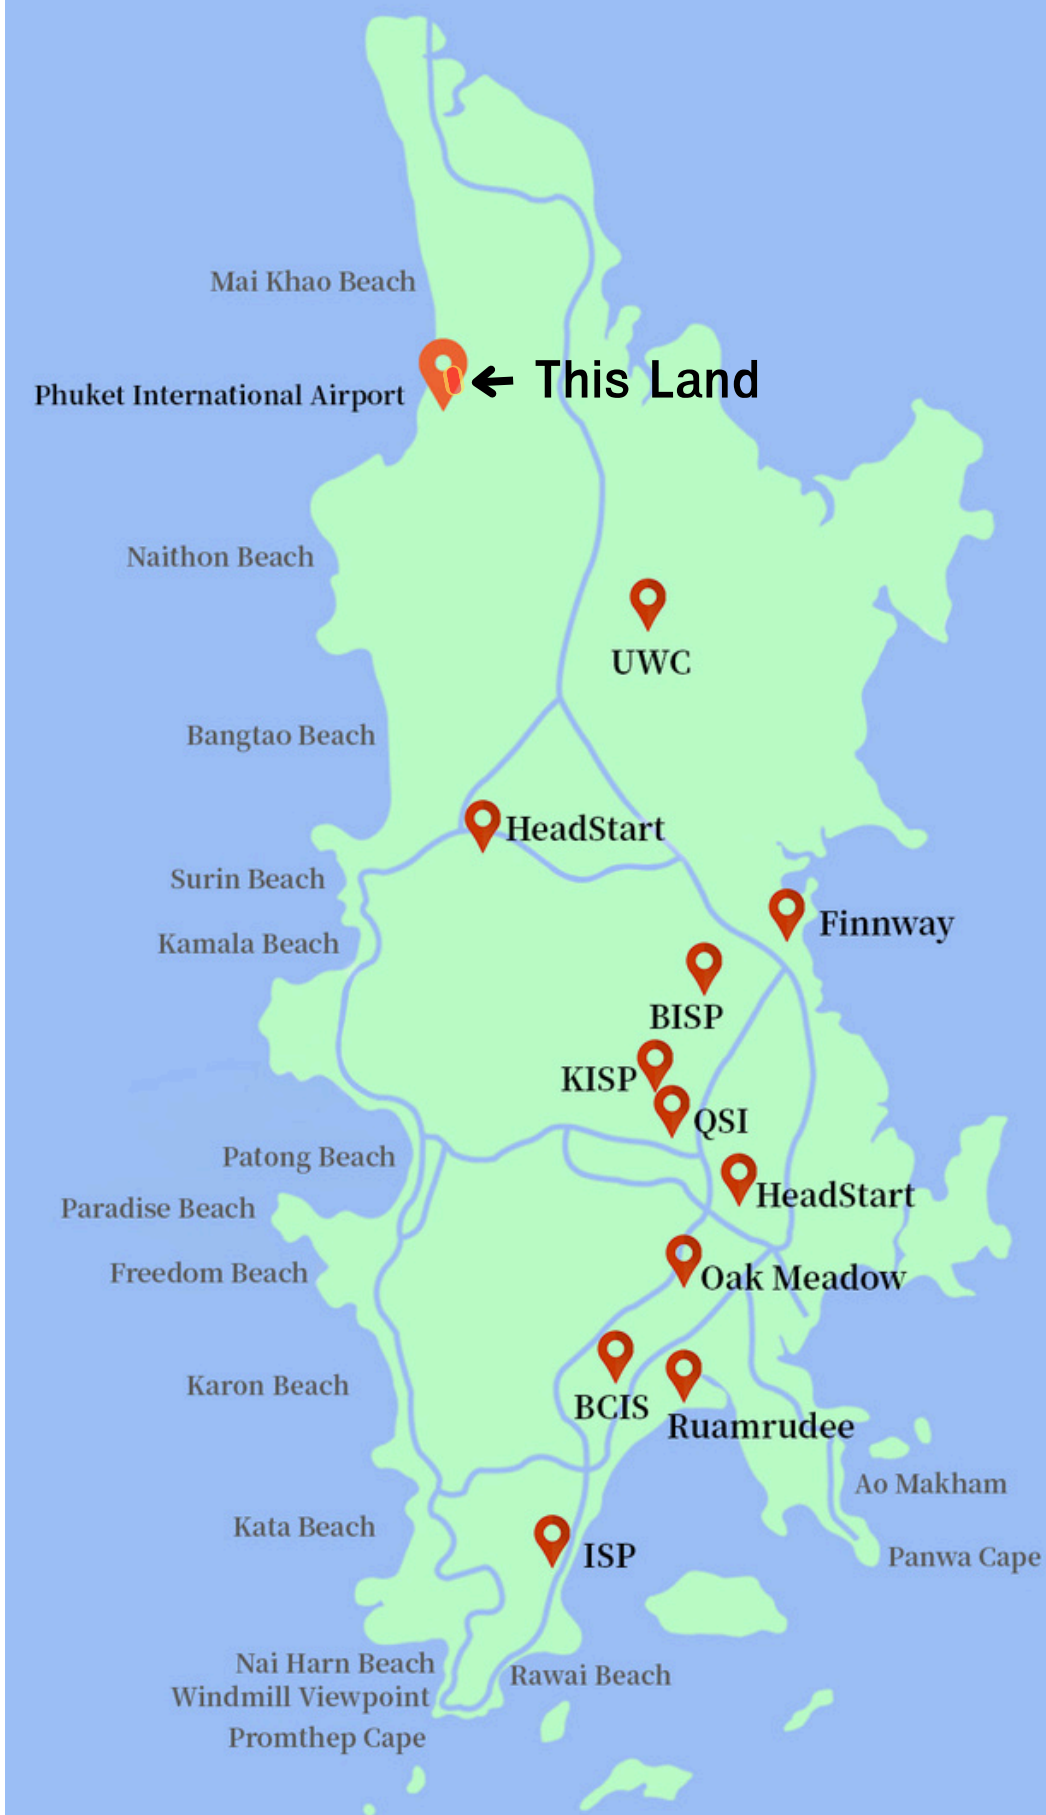 Mai Khao Beach
← This Land
Phuket International Airport
Naithon Beach
UWC
Bangtao Beach
HeadStart
Surin Beach
Finnway
Kamala Beach
BISP
KISP
QSI
Patong Beach
HeadStart
Paradise Beach
Freedom Beach
Oak Meadow
Karon Beach
BCIS
Ruamrudee
Ao Makham
Kata Beach
ISP
Panwa Cape
Nai Harn Beach
Rawai Beach
Windmill Viewpoint
Promthep Cape